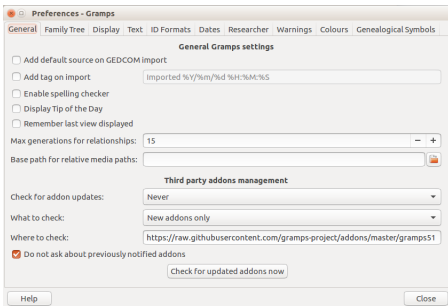 Preferences - Gramps
General Family Tree Display Text ID Formats Dates Researcher Warnings Colours Genealogical Symbols
General Gramps settings
Add default source on GEDCOM import
Add tag on import Imported %Y/%m/%d %H:%M:%S
Enable spelling checker
Display Tip of the Day
Remember last view displayed
Max generations for relationships: 15 − +
Base path for relative media paths:
Third party addons management
Check for addon updates: Never
What to check: New addons only
Where to check: https://raw.githubusercontent.com/gramps-project/addons/master/gramps51
Do not ask about previously notified addons
Check for updated addons now
Help Close